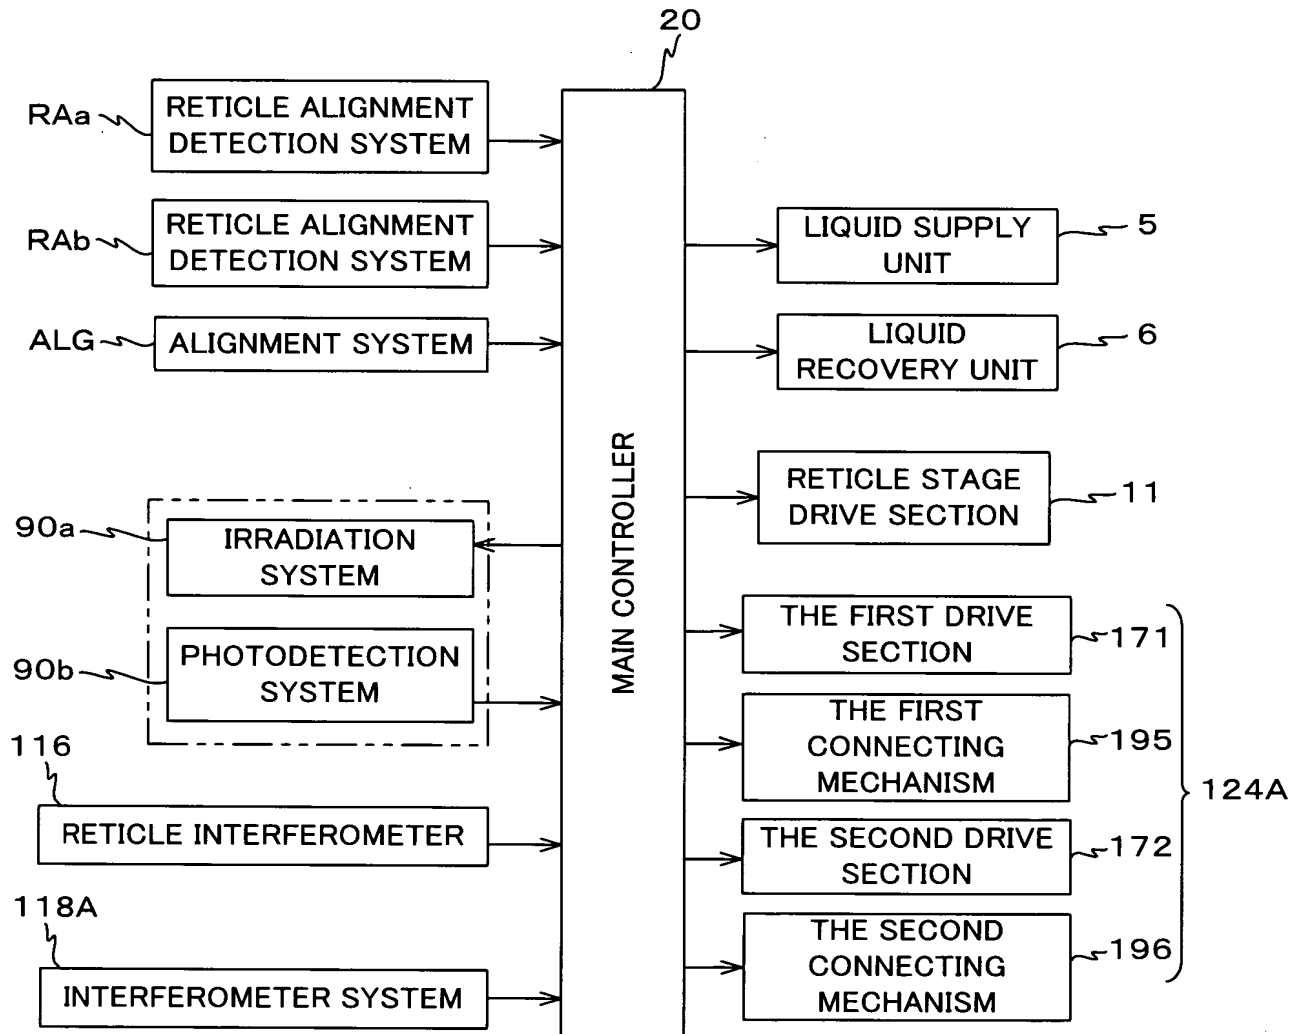 20
RAa
RETICLE ALIGNMENT
DETECTION SYSTEM
RAb
RETICLE ALIGNMENT
DETECTION SYSTEM
ALG
ALIGNMENT SYSTEM
90a
IRRADIATION
SYSTEM
90b
PHOTODETECTION
SYSTEM
116
RETICLE INTERFEROMETER
118A
INTERFEROMETER SYSTEM
MAIN CONTROLLER
LIQUID SUPPLY
UNIT
5
LIQUID
RECOVERY UNIT
6
RETICLE STAGE
DRIVE SECTION
11
THE FIRST DRIVE
SECTION
171
THE FIRST
CONNECTING
MECHANISM
195
THE SECOND DRIVE
SECTION
172
THE SECOND
CONNECTING
MECHANISM
196
124A